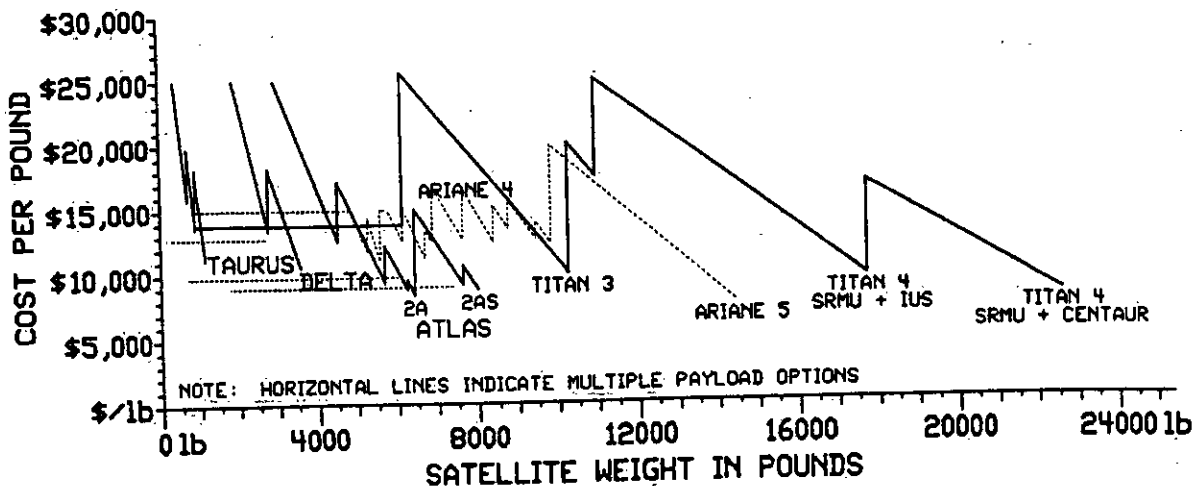 $30,000
$25,000
$20,000
$15,000
$10,000
$5,000
$/lb
COST PER POUND
ARIANE 4
TAURUS
DELTA
2A
2AS
ATLAS
TITAN 3
ARIANE 5
TITAN 4
SRMU + IUS
TITAN 4
SRMU + CENTAUR
NOTE: HORIZONTAL LINES INDICATE MULTIPLE PAYLOAD OPTIONS
0 lb 4000 8000 12000 16000 20000 24000 lb
SATELLITE WEIGHT IN POUNDS